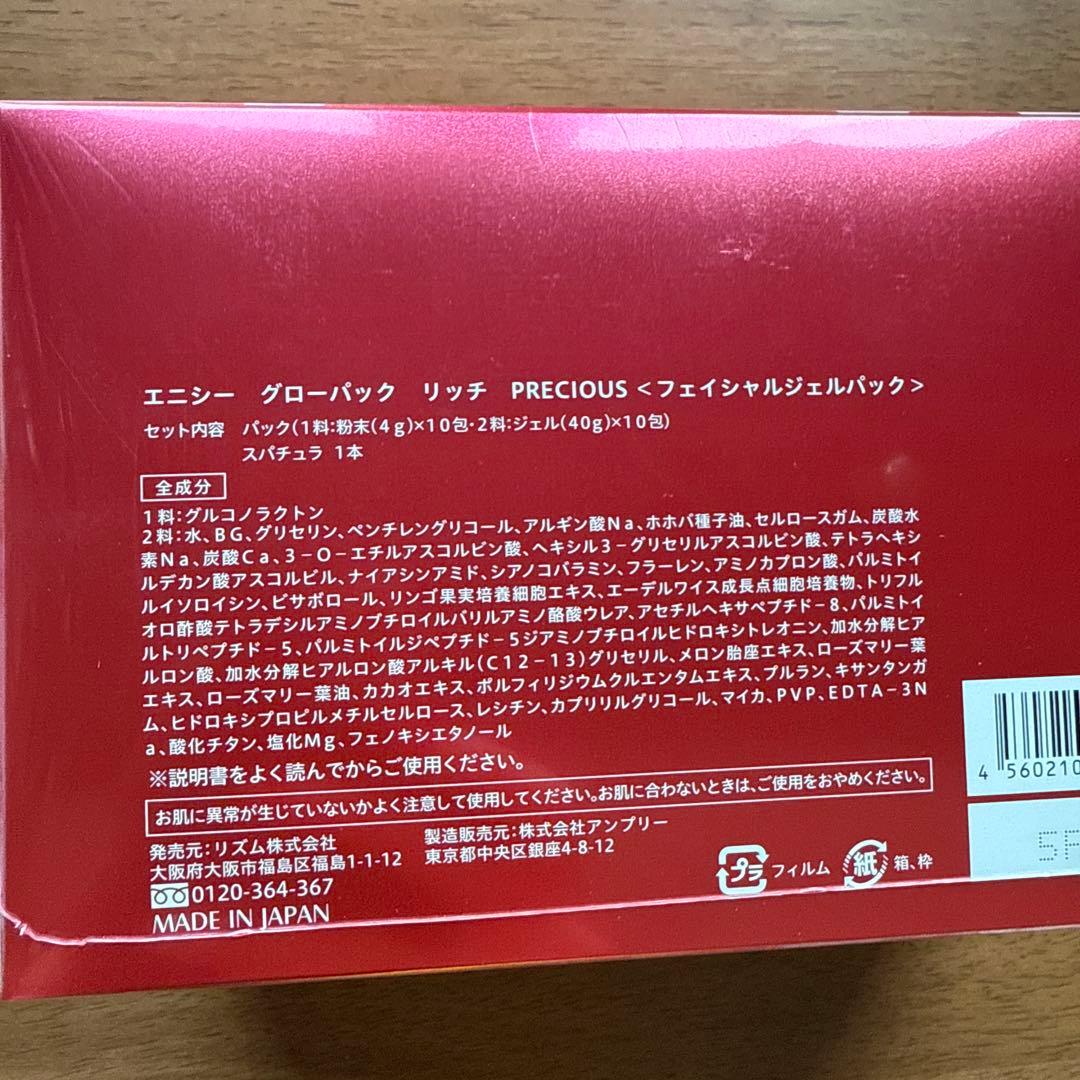 エニシー　グローパック　リッチ　PRECIOUS＜フェイシャルジェルパック＞
セット内容　パック(1料:粉末(4g)×10包・2料:ジェル(40g)×10包)
スパチュラ 1本
全成分
1料:グルコノラクトン
2料:水、BG、グリセリン、ペンチレングリコール、アルギン酸Na、ホホバ種子油、セルロースガム、炭酸水
素Na、炭酸Ca、3－O－エチルアスコルビン酸、ヘキシル3－グリセリルアスコルビン酸、テトラヘキシ
ルデカン酸アスコルビル、ナイアシンアミド、シアノコバラミン、フラーレン、アミノカプロン酸、パルミトイ
ルイソロイシン、ビサボロール、リンゴ果実培養細胞エキス、エーデルワイス成長点細胞培養物、トリフル
オロ酢酸テトラデシルアミノブチロイルバリルアミノ酪酸ウレア、アセチルヘキサペプチド－8、パルミトイ
ルトリペプチド－5、パルミトイルジペプチド－5ジアミノブチロイルヒドロキシトレオニン、加水分解ヒア
ルロン酸、加水分解ヒアルロン酸アルキル(C12－13)グリセリル、メロン胎座エキス、ローズマリー葉
エキス、ローズマリー葉油、カカオエキス、ポルフィリジウムクルエンタムエキス、プルラン、キサンタンガ
ム、ヒドロキシプロピルメチルセルロース、レシチン、カプリリルグリコール、マイカ、PVP、EDTA－3N
a、酸化チタン、塩化Mg、フェノキシエタノール
※説明書をよく読んでからご使用ください。
お肌に異常が生じていないかよく注意して使用してください。お肌に合わないときは、ご使用をおやめください。
発売元:リズム株式会社
大阪府大阪市福島区福島1-1-12
0120-364-367
MADE IN JAPAN
製造販売元:株式会社アンプリー
東京都中央区銀座4-8-12
プラ フィルム 紙 箱、枠
4 560210